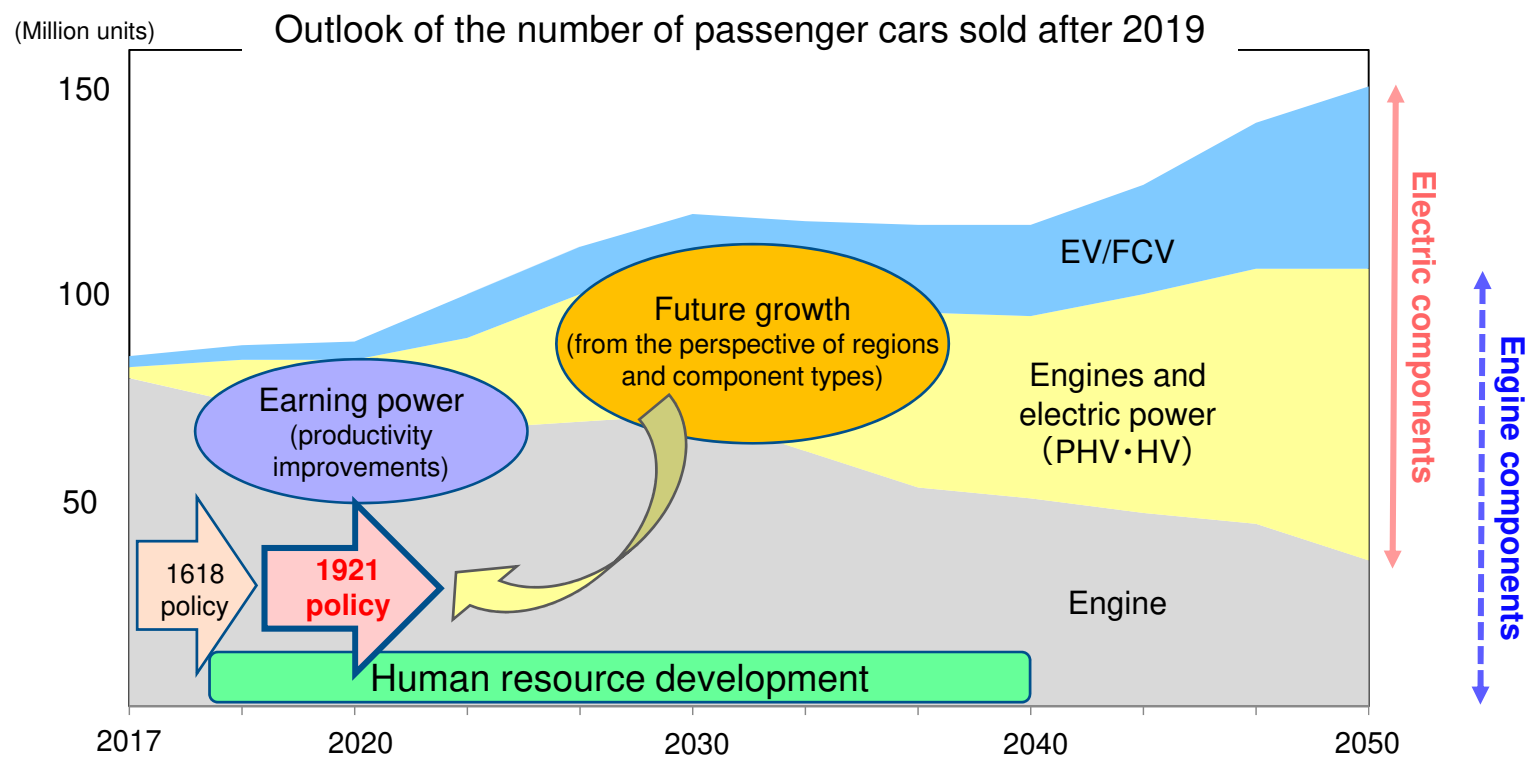 (Million units)
Outlook of the number of passenger cars sold after 2019
150
100
50
EV/FCV
Future growth
(from the perspective of regions
and component types)
Engines and
electric power
(PHV・HV)
Earning power
(productivity
improvements)
1618
policy
1921
policy
Engine
Human resource development
2017
2020
2030
2040
2050
Electric components
Engine components